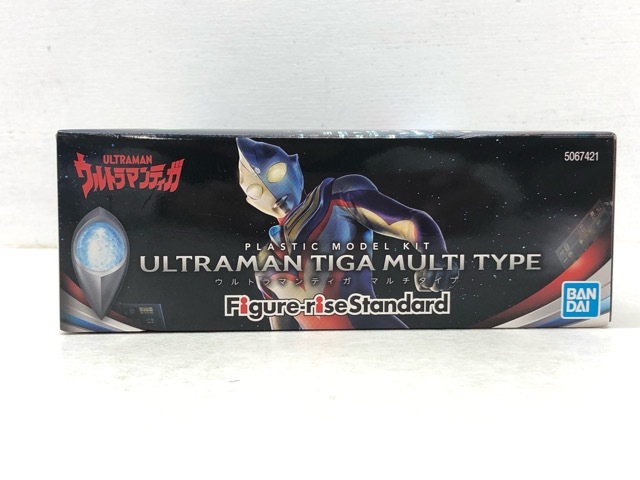 ULTRAMAN
ウルトラマンティガ
5067421
PLASTIC MODEL KIT
ULTRAMAN TIGA MULTI TYPE
ウルトラマンティガ マルチタイプ
Figure-riseStandard
BAN
DAI